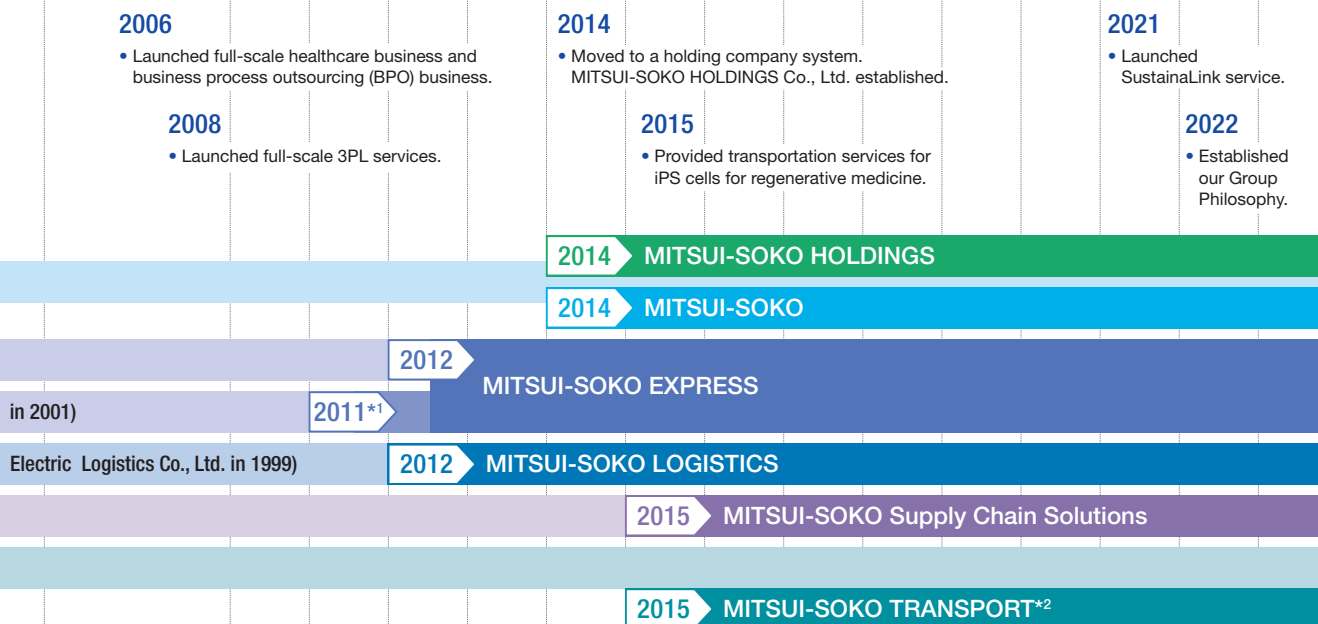 2006
• Launched full-scale healthcare business and
business process outsourcing (BPO) business.
2008
• Launched full-scale 3PL services.
2014
• Moved to a holding company system.
MITSUI-SOKO HOLDINGS Co., Ltd. established.
2015
• Provided transportation services for
iPS cells for regenerative medicine.
2021
• Launched
SustainaLink service.
2022
• Established
our Group
Philosophy.
2014 MITSUI-SOKO HOLDINGS
2014 MITSUI-SOKO
2012
MITSUI-SOKO EXPRESS
in 2001) 2011*1
Electric Logistics Co., Ltd. in 1999) 2012 MITSUI-SOKO LOGISTICS
2015 MITSUI-SOKO Supply Chain Solutions
2015 MITSUI-SOKO TRANSPORT*2